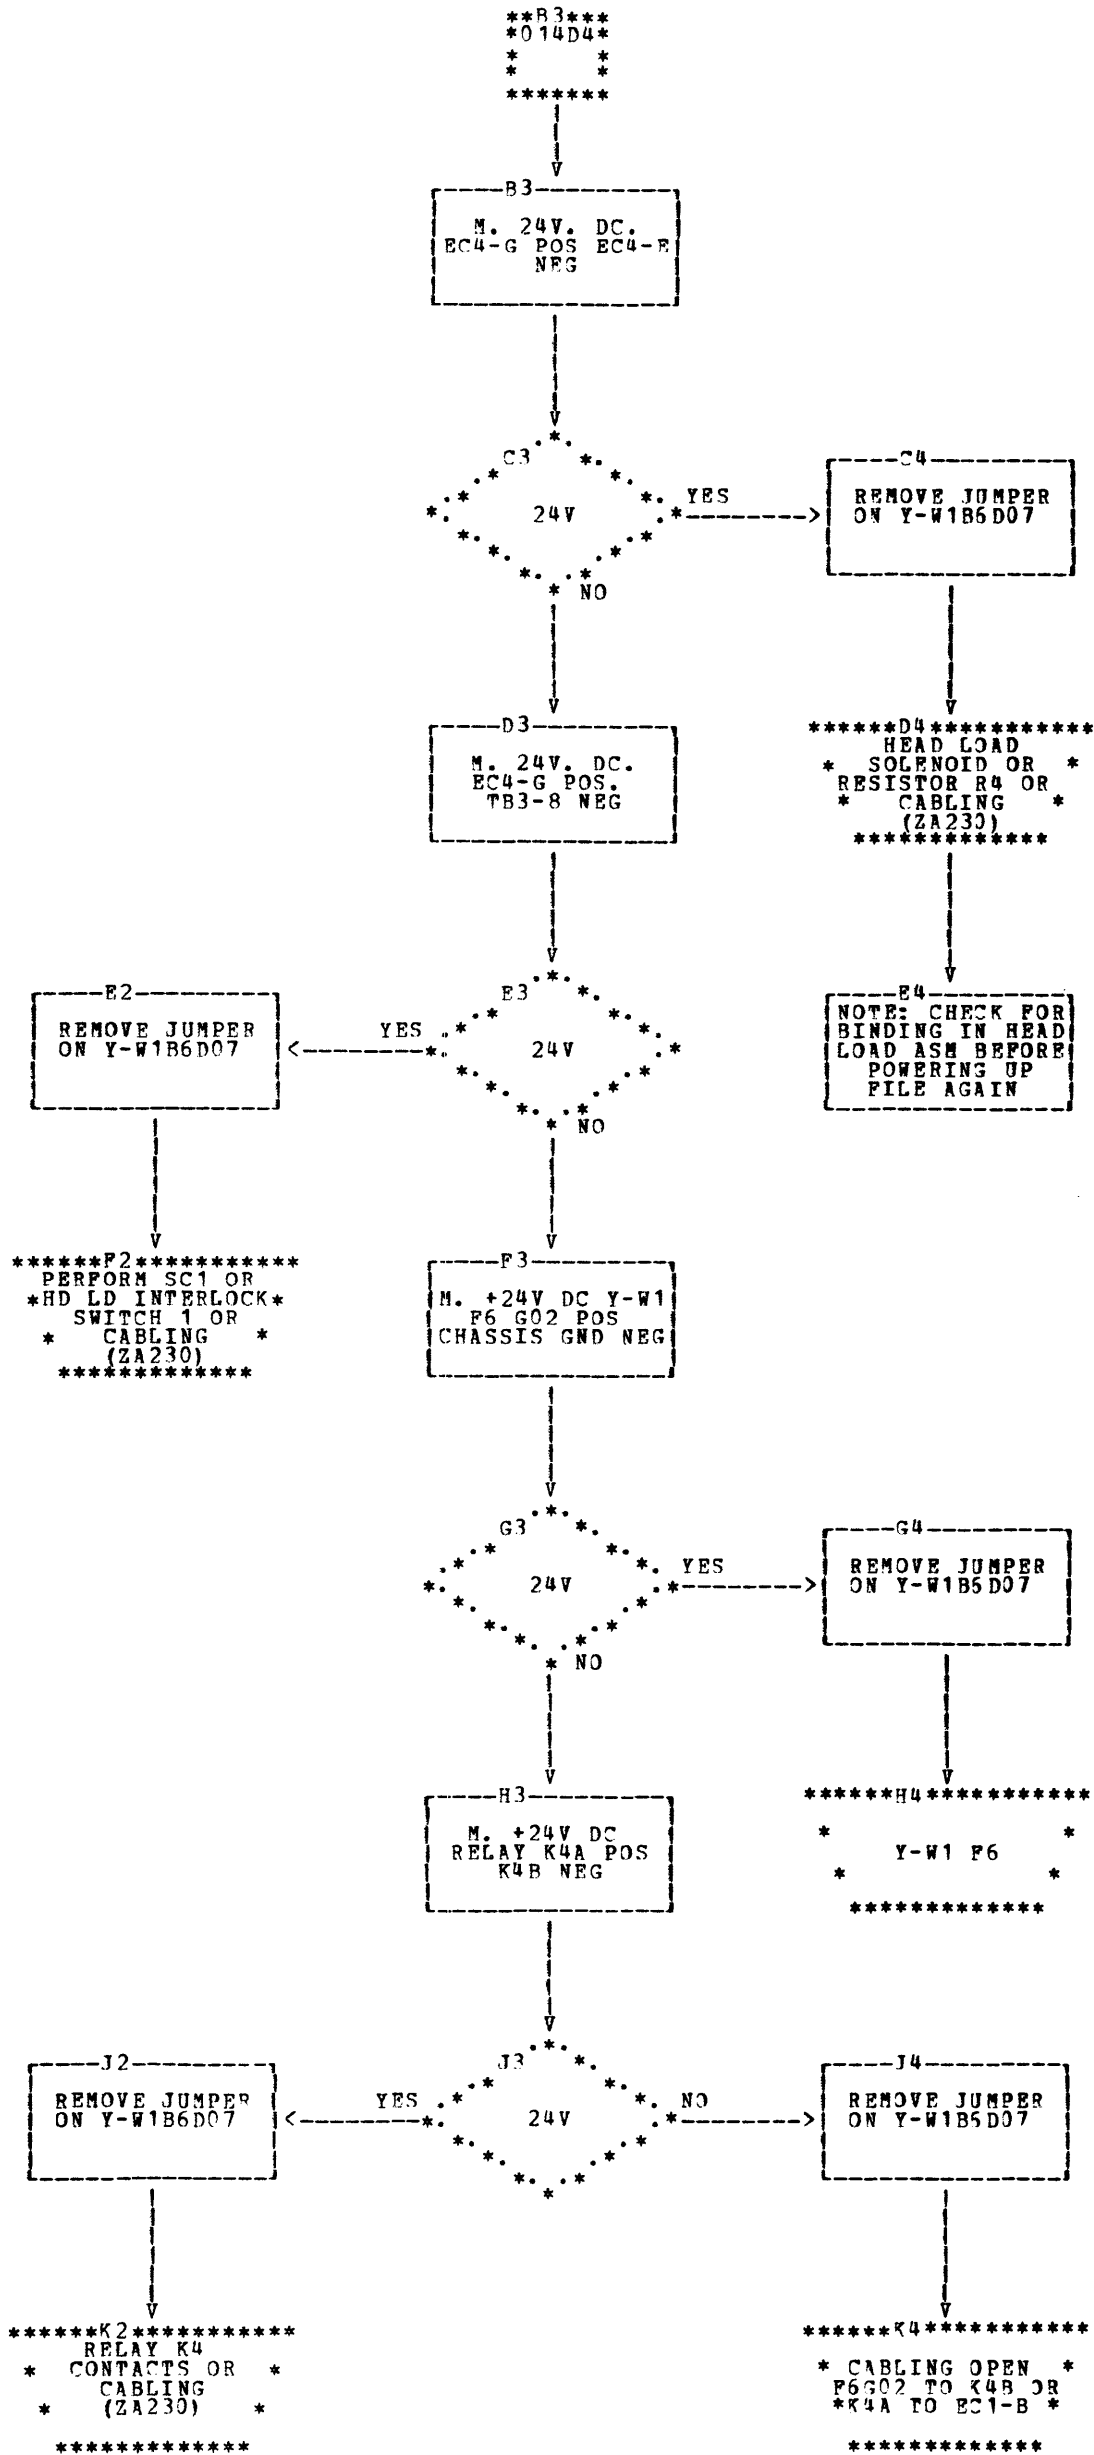 **B3***
*014D4*
B3
M. 24V. DC.
EC4-G POS EC4-E
NEG
C3
24V
YES
NO
C4
REMOVE JUMPER
ON Y-W1B6D07
D3
M. 24V. DC.
EC4-G POS.
TB3-8 NEG
******D4***********
HEAD LOAD
* SOLENOID OR *
RESISTOR R4 OR
* CABLING *
(ZA230)
*************
E2
REMOVE JUMPER
ON Y-W1B6D07
E3
24V
YES
NO
E4
NOTE: CHECK FOR
BINDING IN HEAD
LOAD ASM BEFORE
POWERING UP
FILE AGAIN
******F2***********
PERFORM SC1 OR
*HD LD INTERLOCK*
SWITCH 1 OR
* CABLING *
(ZA230)
*************
F3
M. +24V DC Y-W1
F6 G02 POS
CHASSIS GND NEG
G3
24V
YES
NO
G4
REMOVE JUMPER
ON Y-W1B6D07
H3
M. +24V DC
RELAY K4A POS
K4B NEG
******H4***********
* *
Y-W1 F6
* *
*************
J2
REMOVE JUMPER
ON Y-W1B6D07
J3
24V
YES
NO
J4
REMOVE JUMPER
ON Y-W1B6D07
******K2***********
RELAY K4
* CONTACTS OR *
CABLING
* (ZA230) *
*************
******K4***********
* CABLING OPEN *
F6G02 TO K4B OR
*K4A TO EC1-B *
*************